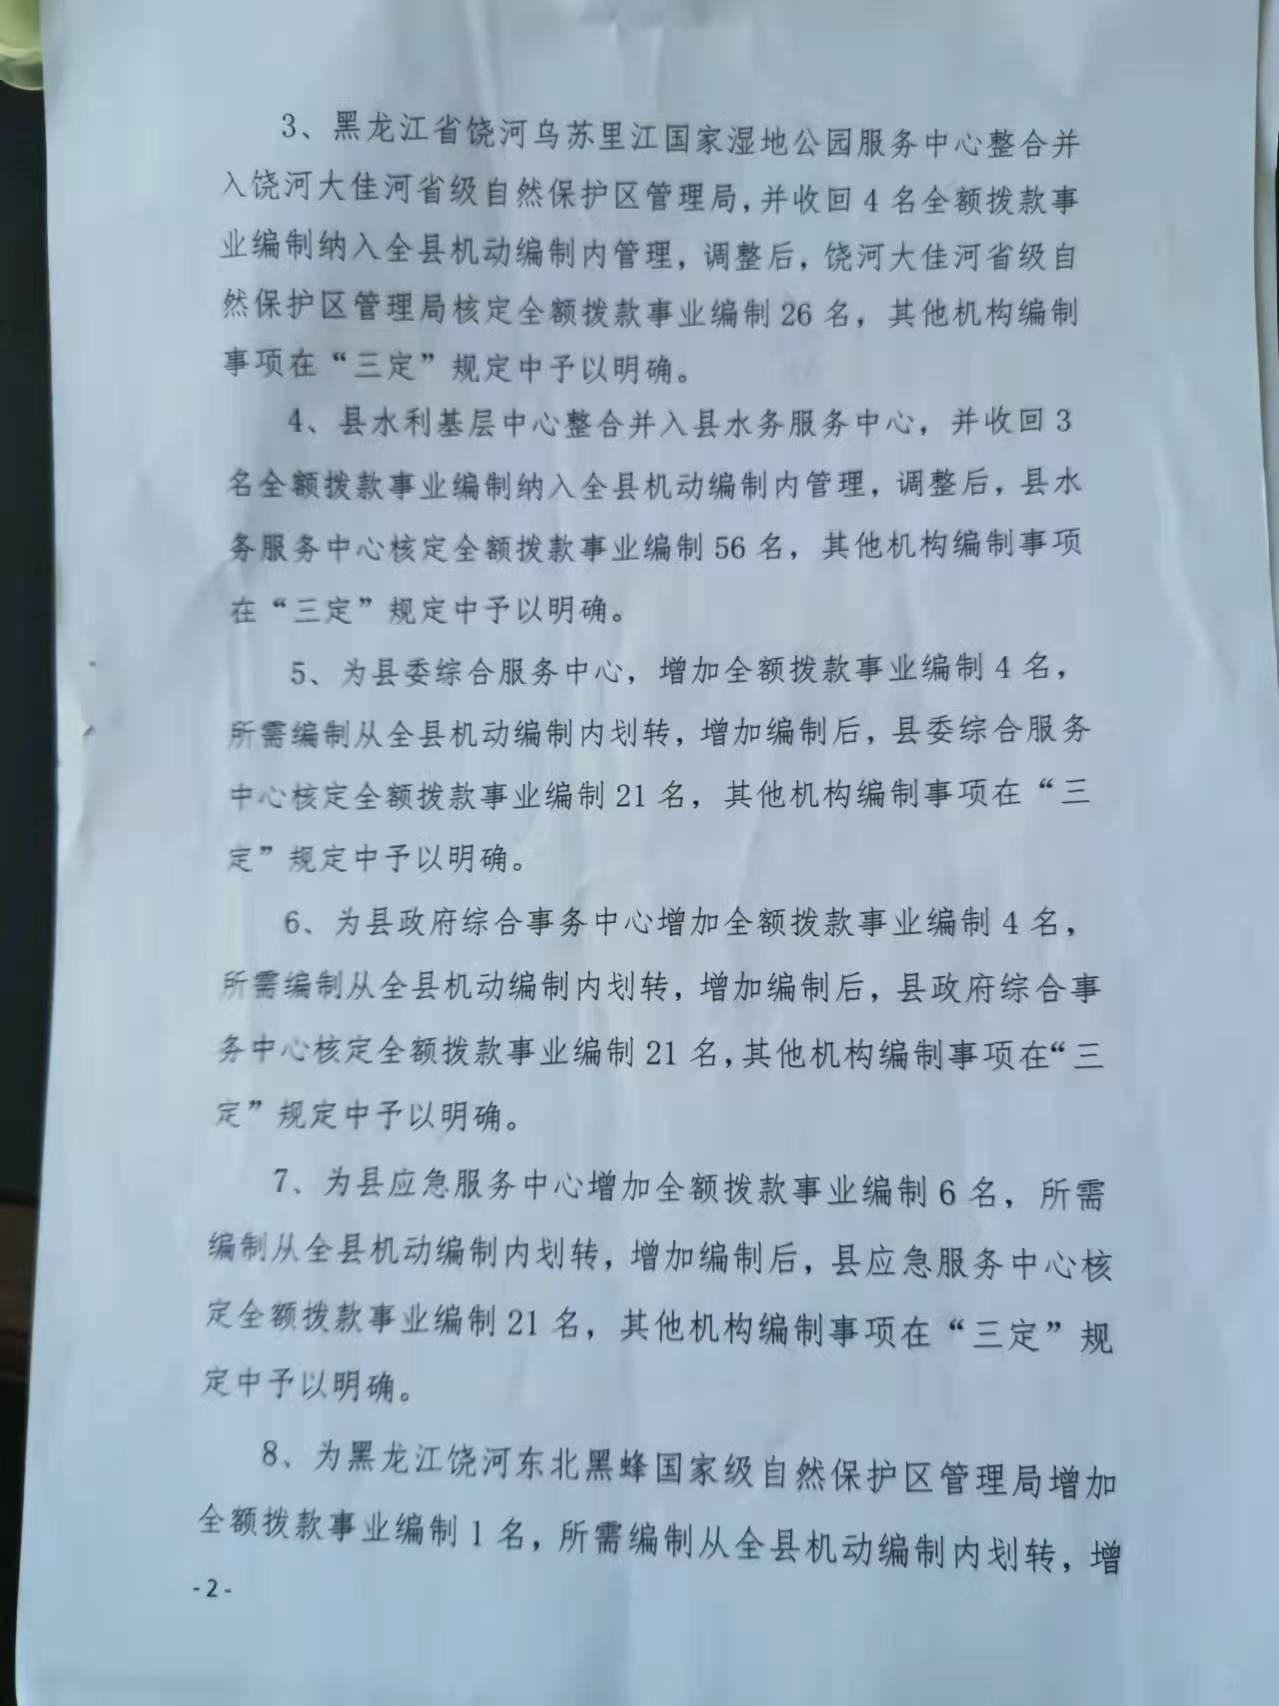 3、黑龙江省饶河乌苏里江国家湿地公园服务中心整合并
入饶河大佳河省级自然保护区管理局，并收回4名全额拨款事
业编制纳入全县机动编制内管理，调整后，饶河大佳河省级自
然保护区管理局核定全额拨款事业编制26名，其他机构编制
事项在“三定”规定中予以明确。
4、县水利基层中心整合并入县水务服务中心，并收回3
名全额拨款事业编制纳入全县机动编制内管理，调整后，县水
务服务中心核定全额拨款事业编制56名，其他机构编制事项
在“三定”规定中予以明确。
5、为县委综合服务中心，增加全额拨款事业编制4名，
所需编制从全县机动编制内划转，增加编制后，县委综合服务
中心核定全额拨款事业编制21名，其他机构编制事项在“三
定”规定中予以明确。
6、为县政府综合事务中心增加全额拨款事业编制4名，
所需编制从全县机动编制内划转，增加编制后，县政府综合事
务中心核定全额拨款事业编制21名，其他机构编制事项在“三
定”规定中予以明确。
7、为县应急服务中心增加全额拨款事业编制6名，所需
编制从全县机动编制内划转，增加编制后，县应急服务中心核
定全额拨款事业编制21名，其他机构编制事项在“三定”规
定中予以明确。
8、为黑龙江饶河东北黑蜂国家级自然保护区管理局增加
全额拨款事业编制1名，所需编制从全县机动编制内划转，增
-2-